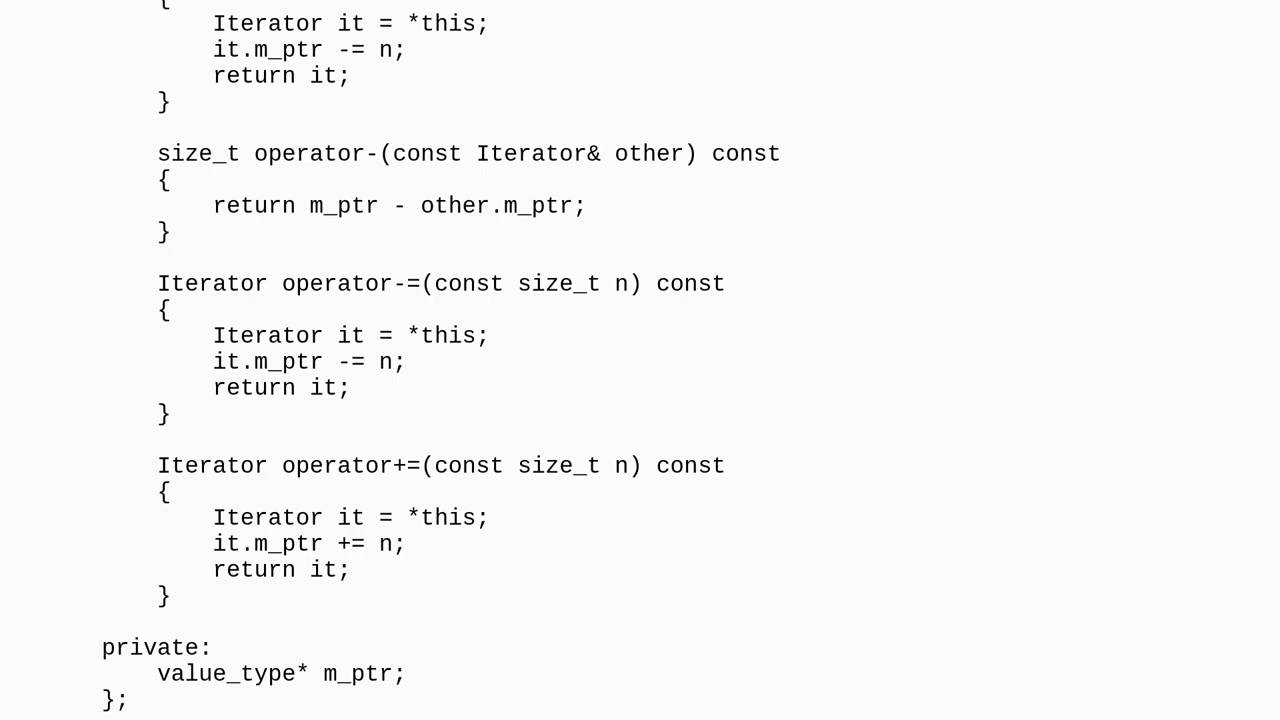 {
Iterator it = *this;
it.m_ptr -= n;
return it;
}
size_t operator-(const Iterator& other) const
{
return m_ptr - other.m_ptr;
}
Iterator operator-=(const size_t n) const
{
Iterator it = *this;
it.m_ptr -= n;
return it;
}
Iterator operator+=(const size_t n) const
{
Iterator it = *this;
it.m_ptr += n;
return it;
}
private:
value_type* m_ptr;
};